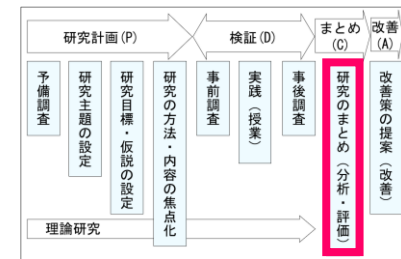 研究計画(P)
検証(D)
まとめ
(C)
改善
(A)
予備調査
研究主題の設定
研究目標・仮説の設定
研究の方法・内容の焦点化
事前調査
実践(授業)
事後調査
研究のまとめ(分析・評価)
改善策の提案(改善)
理論研究